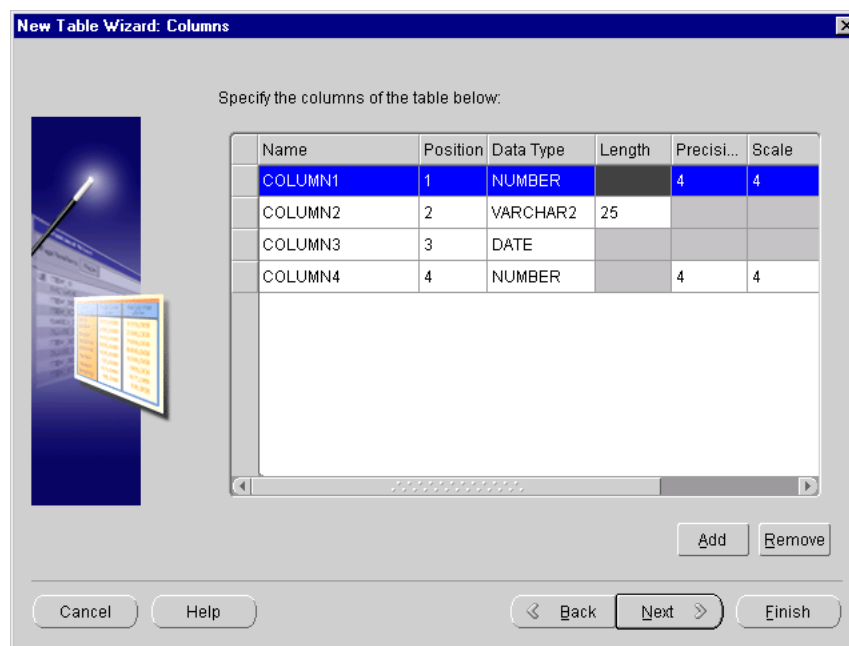 New Table Wizard: Columns
Specify the columns of the table below:
Name Position Data Type Length Precisi... Scale
COLUMN1 1 NUMBER 4 4
COLUMN2 2 VARCHAR2 25
COLUMN3 3 DATE
COLUMN4 4 NUMBER 4 4
Add Remove
Cancel Help Back Next Finish